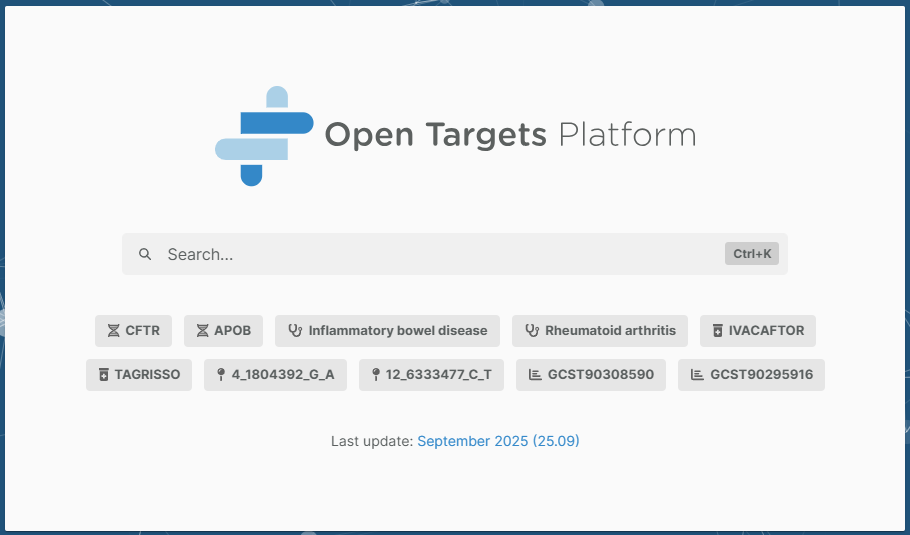 Open Targets Platform
Search...
Ctrl+K
CFTR
APOB
Inflammatory bowel disease
Rheumatoid arthritis
IVACAFTOR
TAGRISSO
4_1804392_G_A
12_6333477_C_T
GCST90308590
GCST90295916
Last update: September 2025 (25.09)